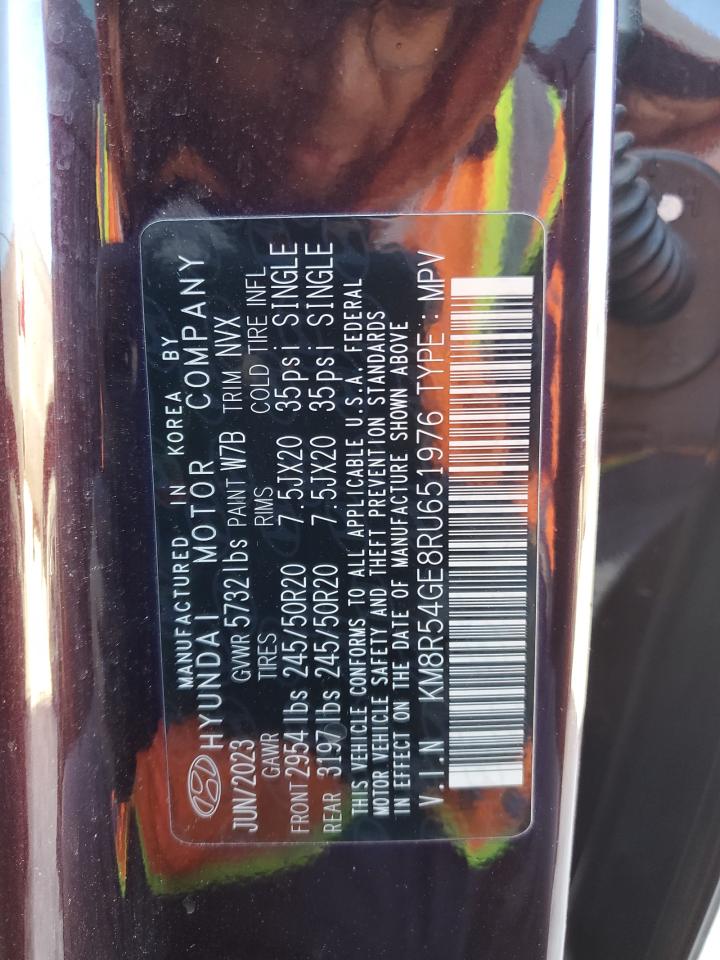 MANUFACTURED IN KOREA BY
HYUNDAI MOTOR COMPANY
JUN/2023 GVWR 5732lbs PAINT W7B TRIM NVX
GAWR TIRES RIMS COLD TIRE INFL
FRONT 2954 lbs 245/50R20 7.5JX20 35psi SINGLE
REAR 3197 lbs 245/50R20 7.5JX20 35psi SINGLE
THIS VEHICLE CONFORMS TO ALL APPLICABLE U.S.A. FEDERAL
MOTOR VEHICLE SAFETY AND THEFT PREVENTION STANDARDS
IN EFFECT ON THE DATE OF MANUFACTURE SHOWN ABOVE
V.I.N KM8R54GE8RU651976 TYPE : MPV